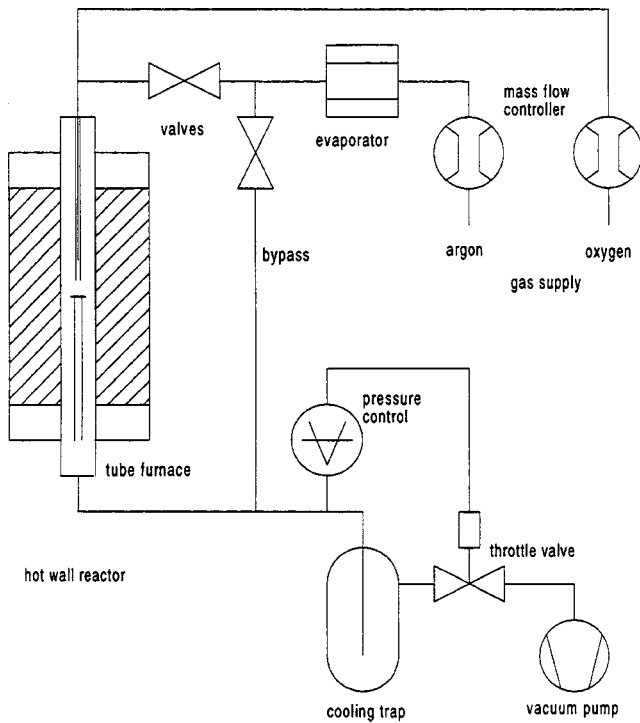 mass flow
controller
valves
evaporator
bypass
argon
oxygen
gas supply
pressure
control
tube furnace
throttle valve
hot wall reactor
cooling trap
vacuum pump